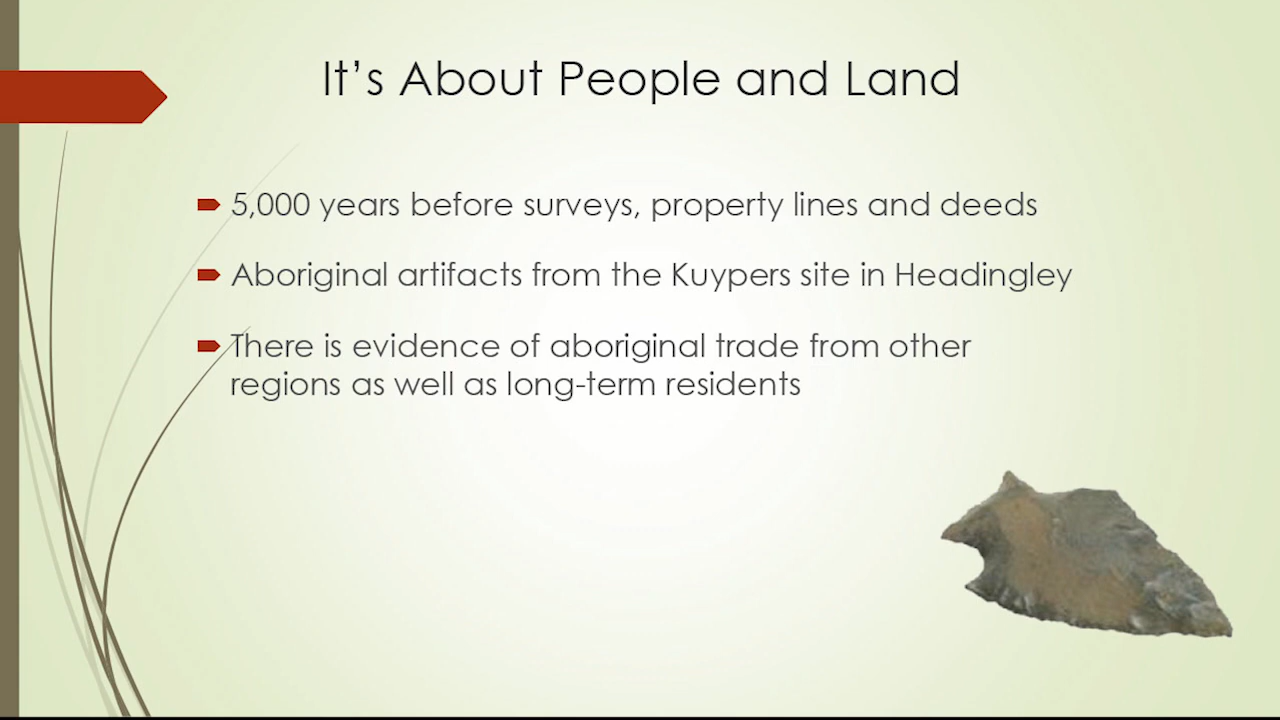 It’s About People and Land
5,000 years before surveys, property lines and deeds
Aboriginal artifacts from the Kuypers site in Headingley
There is evidence of aboriginal trade from other
regions as well as long-term residents